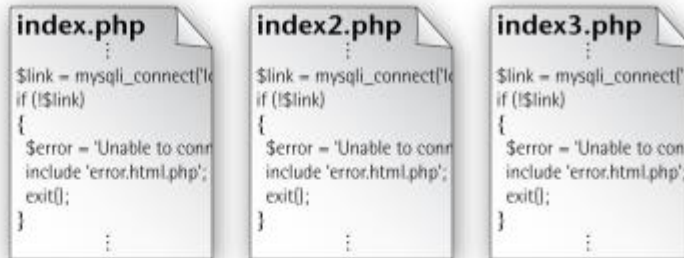 index.php
⋮
$link = mysqli_connect('l
if (!$link)
{
$error = 'Unable to conn
include 'error.html.php';
exit();
}
⋮
index2.php
⋮
$link = mysqli_connect('l
if (!$link)
{
$error = 'Unable to conn
include 'error.html.php';
exit();
}
⋮
index3.php
⋮
$link = mysqli_connect('
if (!$link)
{
$error = 'Unable to con
include 'error.html.php';
exit();
}
⋮